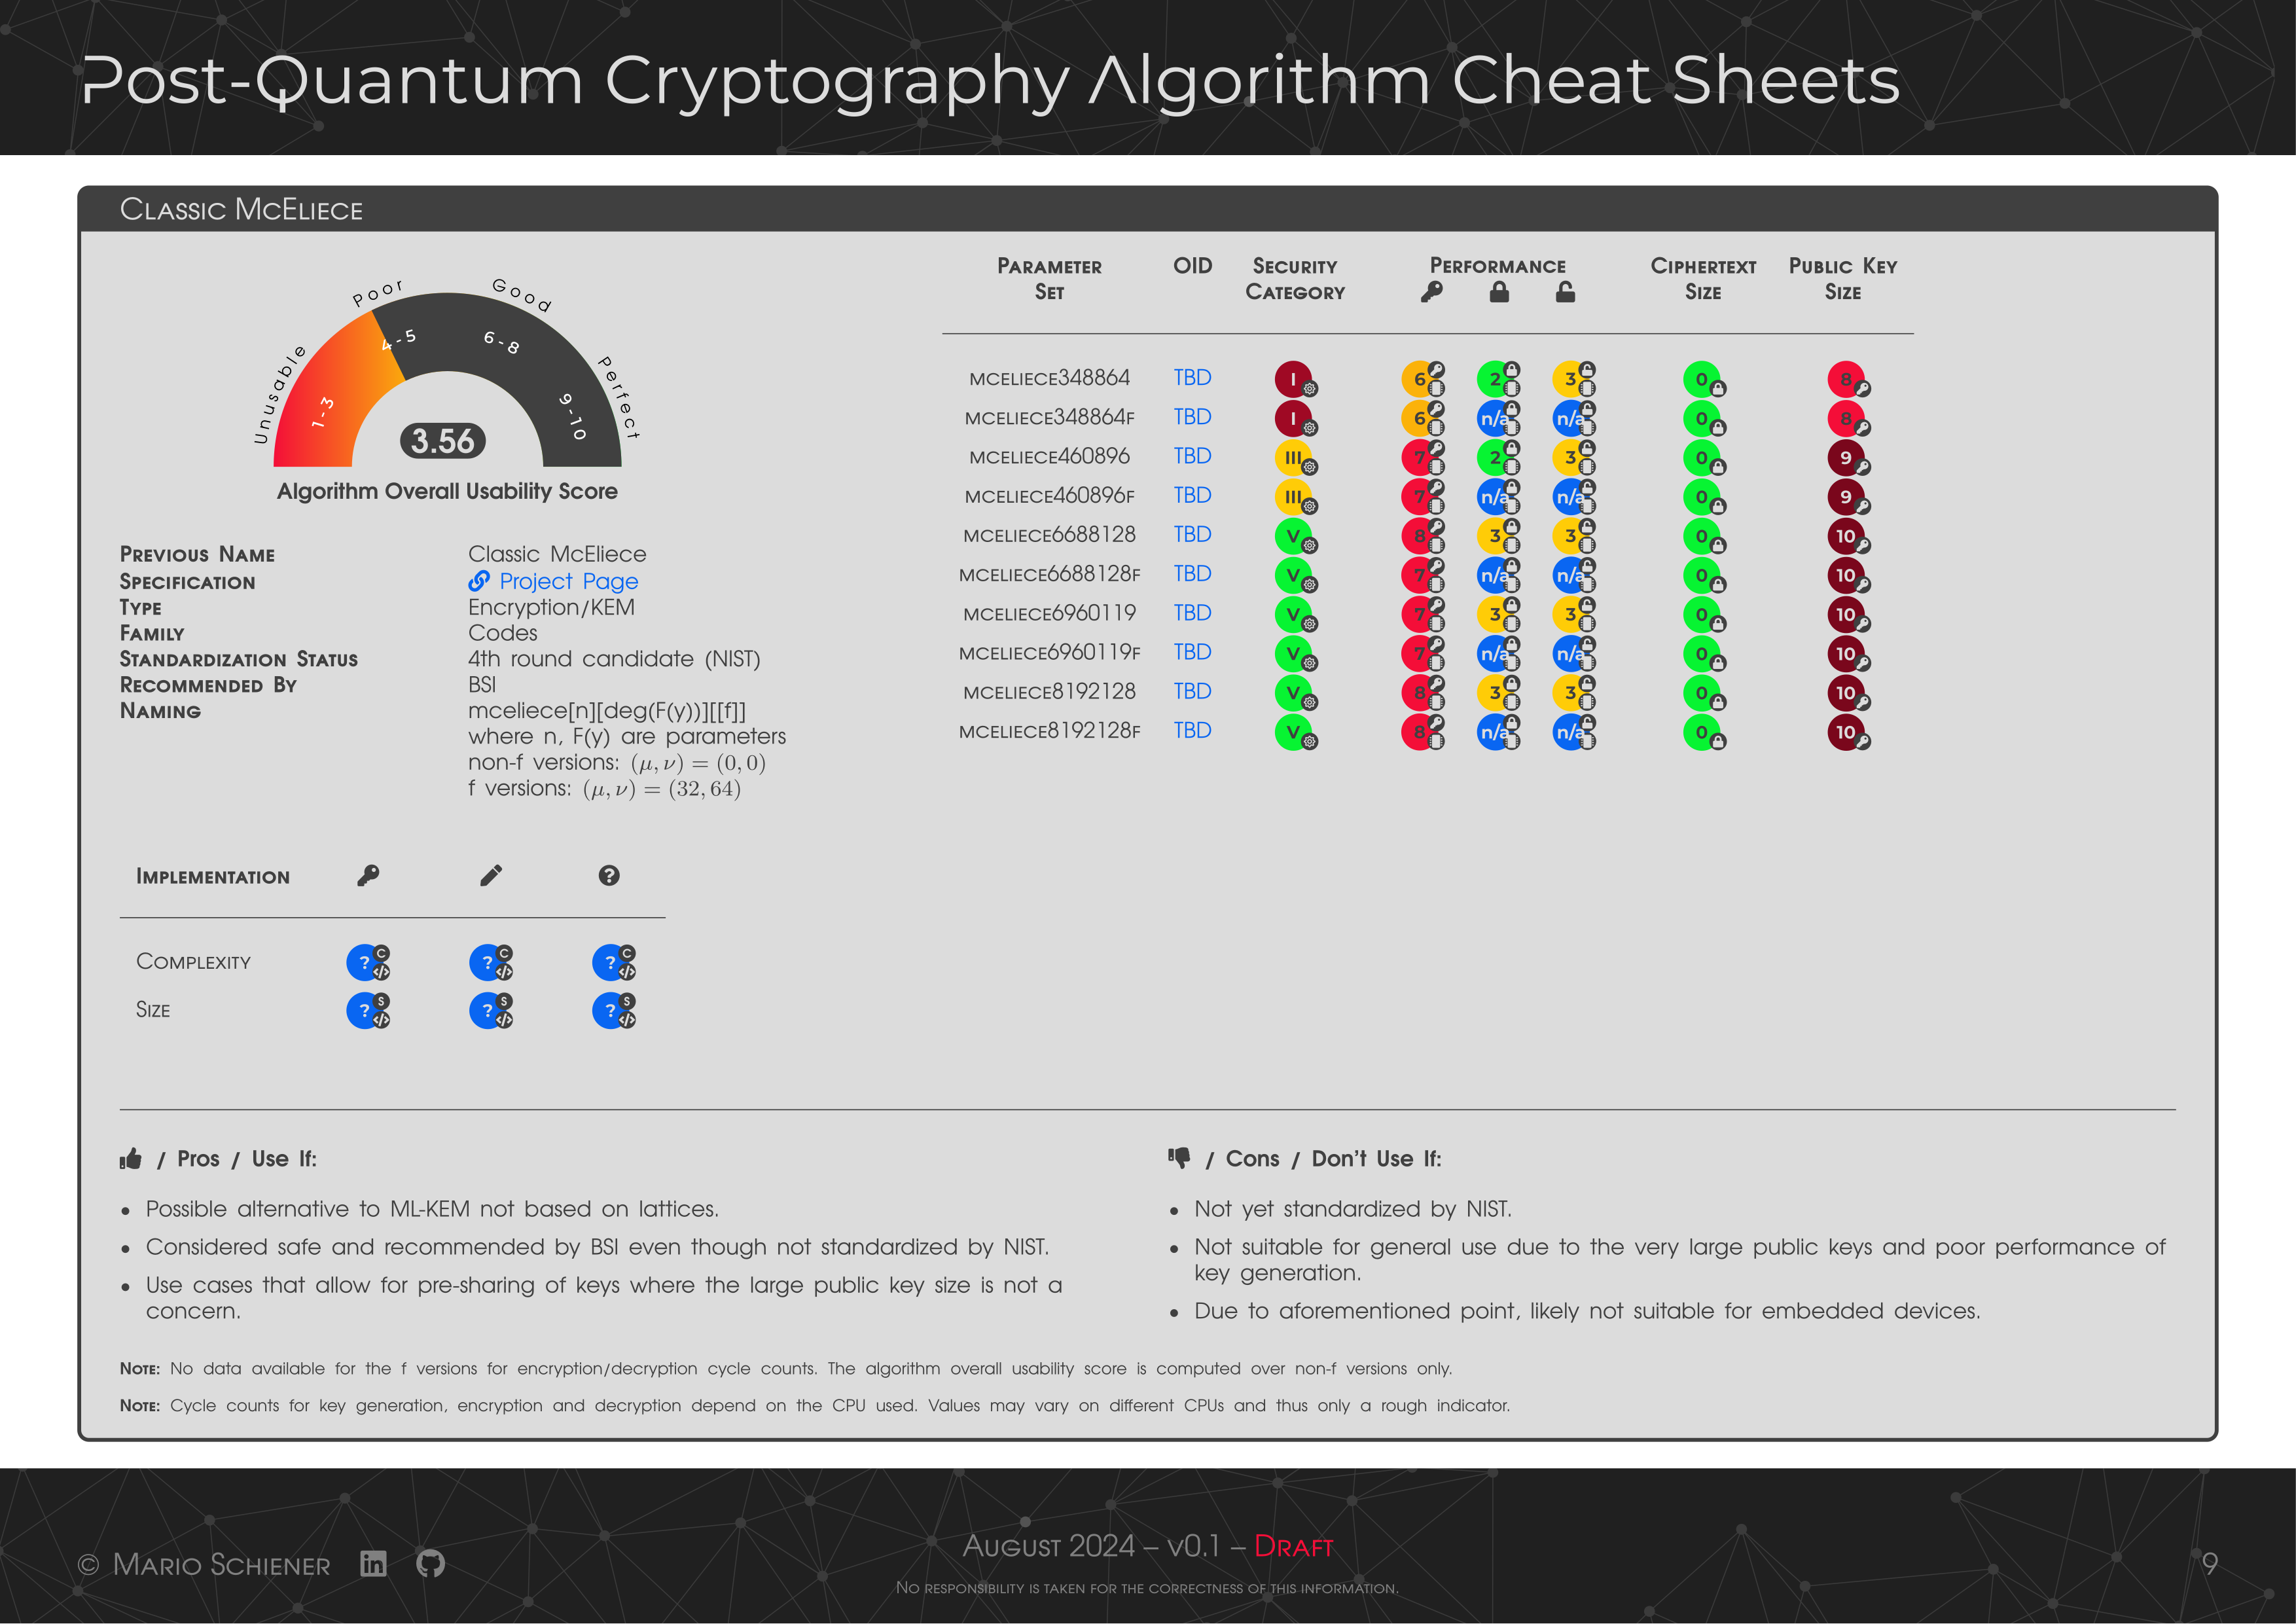 Post-Quantum Cryptography Algorithm Cheat Sheets
Classic McEliece
Unusable
Poor
Good
Perfect
1-3
4-5
6-8
9-10
3.56
Algorithm Overall Usability Score
Previous Name Classic McEliece
Specification Project Page
Type Encryption/KEM
Family Codes
Standardization Status 4th round candidate (NIST)
Recommended By BSI
Naming mceliece[n][deg(F(y))][[f]]
where n, F(y) are parameters
non-f versions: (μ, ν) = (0, 0)
f versions: (μ, ν) = (32, 64)
Implementation
Complexity ? C </> ? C </> ? C </>
Size ? S </> ? S </> ? S </>
Parameter Set OID Security Category Performance Ciphertext Size Public Key Size
mceliece348864 TBD I 6 2 3 0 8
mceliece348864f TBD I 6 n/a n/a 0 8
mceliece460896 TBD III 7 2 3 0 9
mceliece460896f TBD III 7 n/a n/a 0 9
mceliece6688128 TBD V 8 3 3 0 10
mceliece6688128f TBD V 7 n/a n/a 0 10
mceliece6960119 TBD V 7 3 3 0 10
mceliece6960119f TBD V 7 n/a n/a 0 10
mceliece8192128 TBD V 8 3 3 0 10
mceliece8192128f TBD V 8 n/a n/a 0 10
/ Pros / Use If:
• Possible alternative to ML-KEM not based on lattices.
• Considered safe and recommended by BSI even though not standardized by NIST.
• Use cases that allow for pre-sharing of keys where the large public key size is not a
concern.
/ Cons / Don't Use If:
• Not yet standardized by NIST.
• Not suitable for general use due to the very large public keys and poor performance of
key generation.
• Due to aforementioned point, likely not suitable for embedded devices.
Note: No data available for the f versions for encryption/decryption cycle counts. The algorithm overall usability score is computed over non-f versions only.
Note: Cycle counts for key generation, encryption and decryption depend on the CPU used. Values may vary on different CPUs and thus only a rough indicator.
© Mario Schiener in
August 2024 – v0.1 – Draft
No responsibility is taken for the correctness of this information.
9